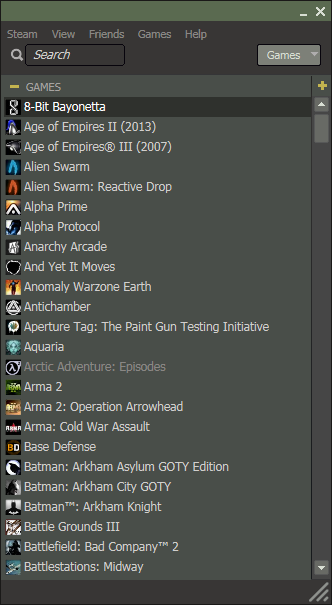 Steam View Friends Games Help
Search Games
GAMES
8-Bit Bayonetta
Age of Empires II (2013)
Age of Empires® III (2007)
Alien Swarm
Alien Swarm: Reactive Drop
Alpha Prime
Alpha Protocol
Anarchy Arcade
And Yet It Moves
Anomaly Warzone Earth
Antichamber
Aperture Tag: The Paint Gun Testing Initiative
Aquaria
Arctic Adventure: Episodes
Arma 2
Arma 2: Operation Arrowhead
Arma: Cold War Assault
Base Defense
Batman: Arkham Asylum GOTY Edition
Batman: Arkham City GOTY
Batman™: Arkham Knight
Battle Grounds III
Battlefield: Bad Company™ 2
Battlestations: Midway